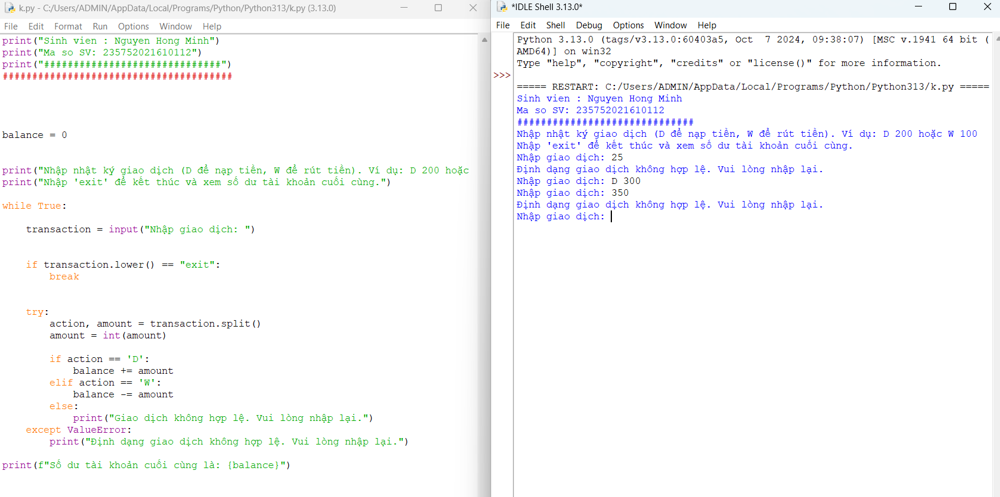 k.py - C:/Users/ADMIN/AppData/Local/Programs/Python/Python313/k.py (3.13.0)
File Edit Format Run Options Window Help
print("Sinh vien : Nguyen Hong Minh")
print("Ma so SV: 235752021610112")
print("##############################")
#######################################
balance = 0
print("Nhập nhật ký giao dịch (D để nạp tiền, W để rút tiền). Ví dụ: D 200 hoặc
print("Nhập 'exit' để kết thúc và xem số dư tài khoản cuối cùng.")
while True:
    transaction = input("Nhập giao dịch: ")
    if transaction.lower() == "exit":
        break
    try:
        action, amount = transaction.split()
        amount = int(amount)
        if action == 'D':
            balance += amount
        elif action == 'W':
            balance -= amount
        else:
            print("Giao dịch không hợp lệ. Vui lòng nhập lại.")
    except ValueError:
        print("Định dạng giao dịch không hợp lệ. Vui lòng nhập lại.")
print(f"Số dư tài khoản cuối cùng là: {balance}")
*IDLE Shell 3.13.0*
File Edit Shell Debug Options Window Help
Python 3.13.0 (tags/v3.13.0:60403a5, Oct  7 2024, 09:38:07) [MSC v.1941 64 bit (
AMD64)] on win32
Type "help", "copyright", "credits" or "license()" for more information.
>>>
===== RESTART: C:/Users/ADMIN/AppData/Local/Programs/Python/Python313/k.py =====
Sinh vien : Nguyen Hong Minh
Ma so SV: 235752021610112
##############################
Nhập nhật ký giao dịch (D để nạp tiền, W để rút tiền). Ví dụ: D 200 hoặc W 100
Nhập 'exit' để kết thúc và xem số dư tài khoản cuối cùng.
Nhập giao dịch: 25
Định dạng giao dịch không hợp lệ. Vui lòng nhập lại.
Nhập giao dịch: D 300
Nhập giao dịch: 350
Định dạng giao dịch không hợp lệ. Vui lòng nhập lại.
Nhập giao dịch: